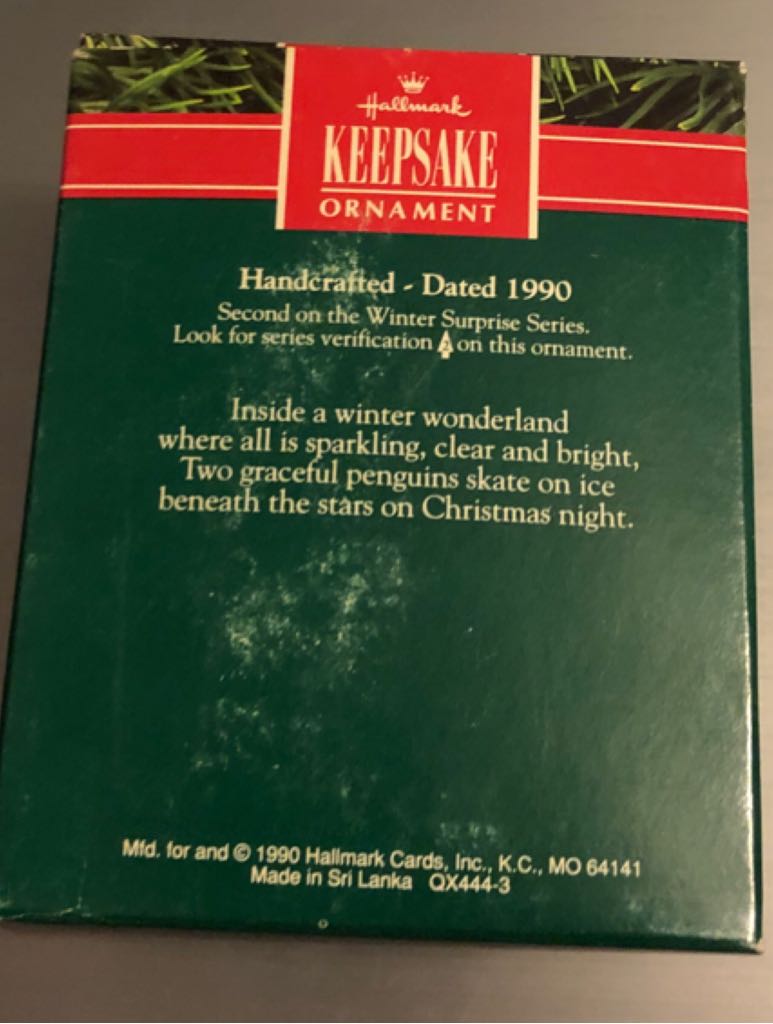 Hallmark
KEEPSAKE
ORNAMENT
Handcrafted - Dated 1990
Second on the Winter Surprise Series.
Look for series verification 2 on this ornament.
Inside a winter wonderland
where all is sparkling, clear and bright,
Two graceful penguins skate on ice
beneath the stars on Christmas night.
Mfd. for and © 1990 Hallmark Cards, Inc., K.C., MO 64141
Made in Sri Lanka QX444-3